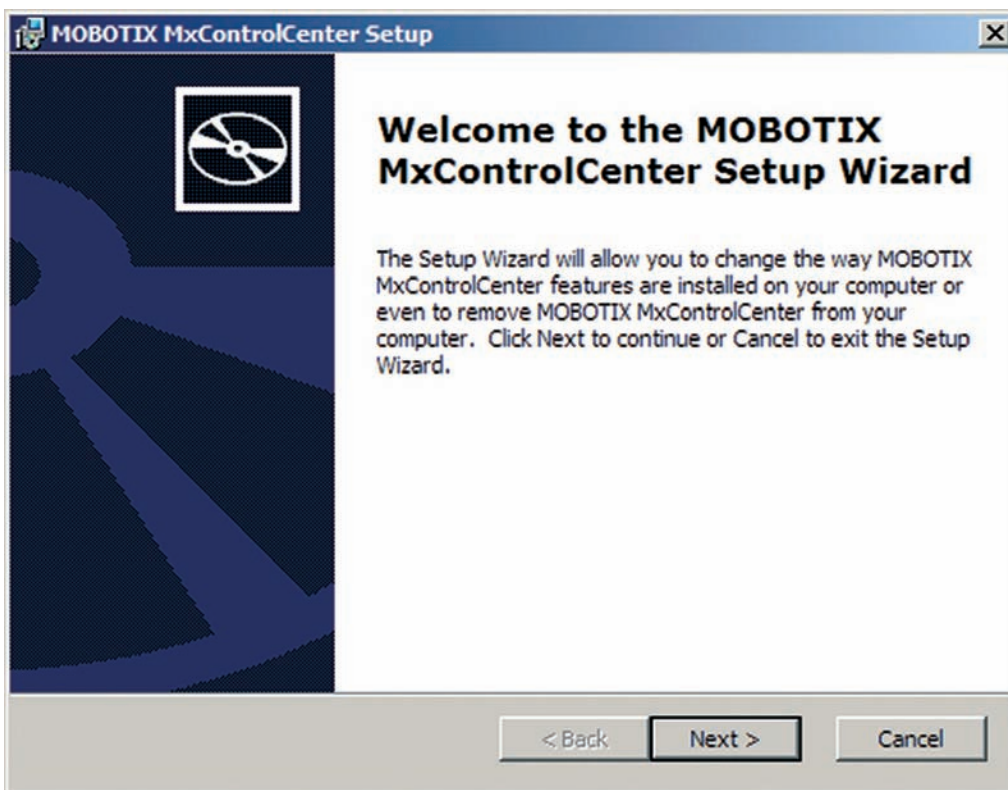 MOBOTIX MxControlCenter Setup
Welcome to the MOBOTIX
MxControlCenter Setup Wizard
The Setup Wizard will allow you to change the way MOBOTIX
MxControlCenter features are installed on your computer or
even to remove MOBOTIX MxControlCenter from your
computer. Click Next to continue or Cancel to exit the Setup
Wizard.
< Back
Next >
Cancel